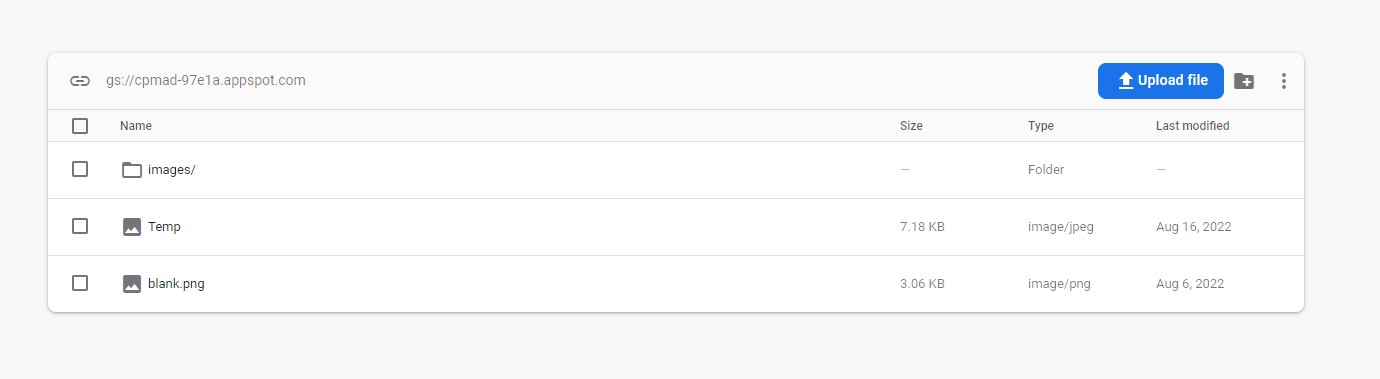 gs://cpmad-97e1a.appspot.com Upload file
Name Size Type Last modified
images/ — Folder —
Temp 7.18 KB image/jpeg Aug 16, 2022
blank.png 3.06 KB image/png Aug 6, 2022